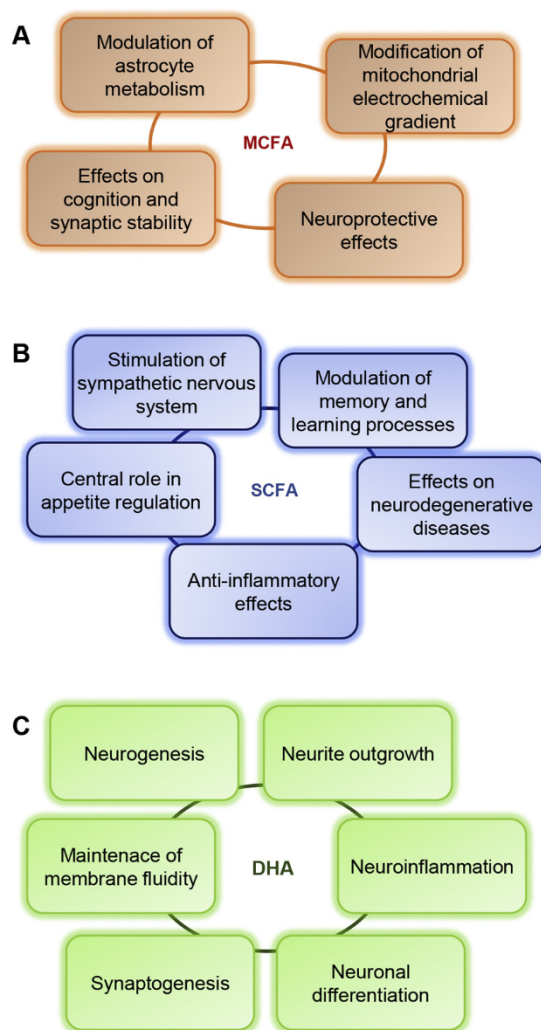 A
Modulation of
astrocyte
metabolism
Modification of
mitochondrial
electrochemical
gradient
MCFA
Effects on
cognition and
synaptic stability
Neuroprotective
effects
B
Stimulation of
sympathetic nervous
system
Modulation of
memory and
learning processes
Central role in
appetite regulation
SCFA
Effects on
neurodegenerative
diseases
Anti-inflammatory
effects
C
Neurogenesis
Neurite outgrowth
Maintenace of
membrane fluidity
DHA
Neuroinflammation
Synaptogenesis
Neuronal
differentiation